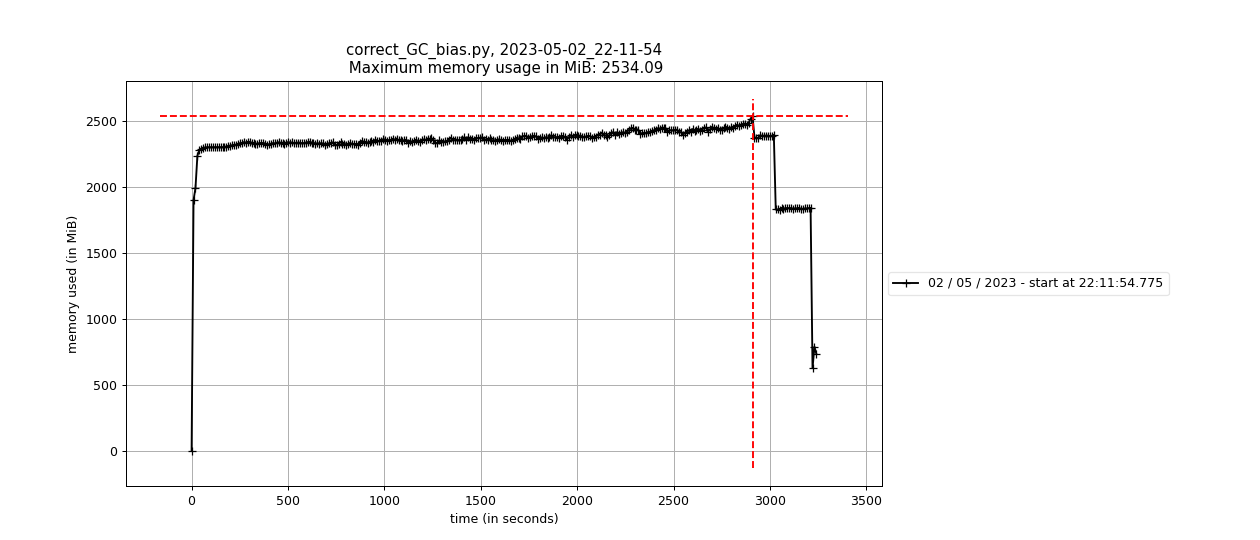 correct_GC_bias.py, 2023-05-02_22-11-54
Maximum memory usage in MiB: 2534.09
memory used (in MiB)
2500
2000
1500
1000
500
0
0 500 1000 1500 2000 2500 3000 3500
time (in seconds)
02 / 05 / 2023 - start at 22:11:54.775